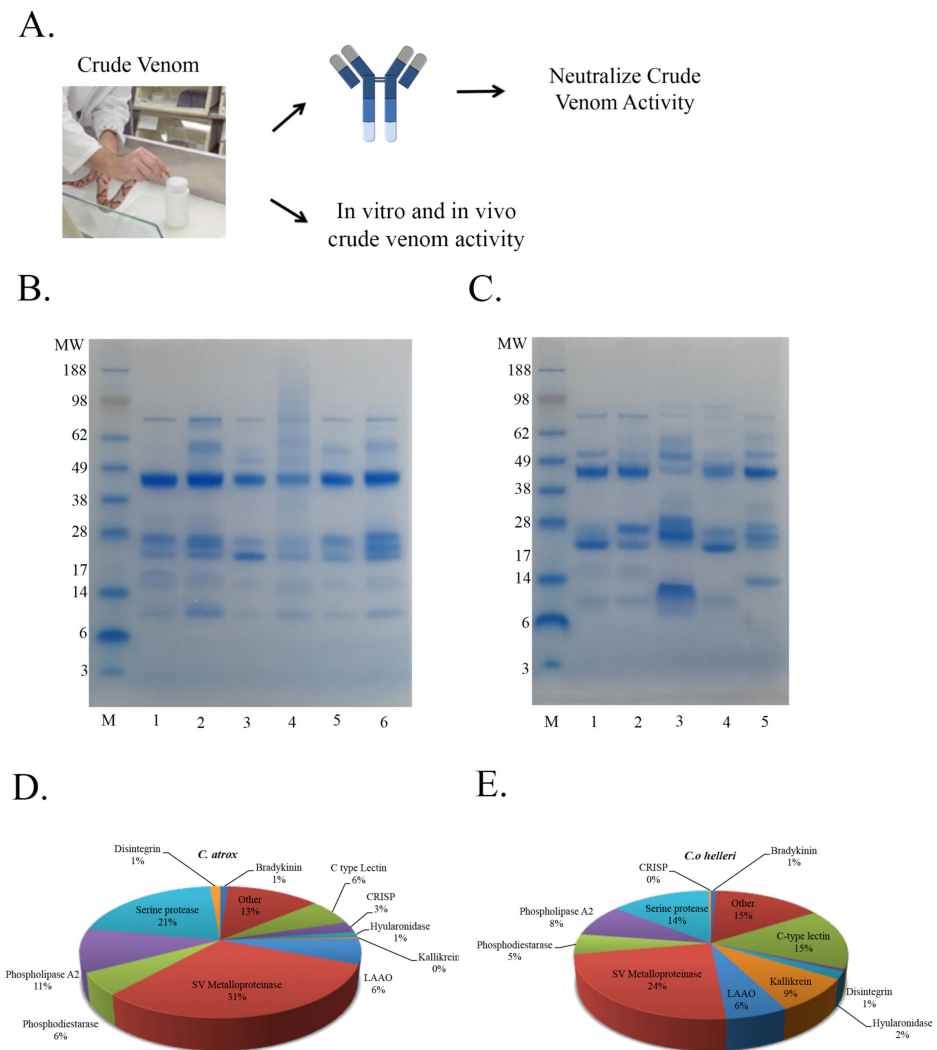 A.
Crude Venom
Neutralize Crude
Venom Activity
In vitro and in vivo
crude venom activity
B.
MW
188
98
62
49
38
28
17
14
6
3
M 1 2 3 4 5 6
C.
MW
188
98
62
49
38
28
17
14
6
3
M 1 2 3 4 5
D.
C. atrox
Disintegrin
1%
Bradykinin
1%
Other
13%
C type Lectin
6%
CRISP
3%
Hyularonidase
1%
Kallikrein
0%
LAAO
6%
SV Metalloproteinase
31%
Phosphodiestarase
6%
Phospholipase A2
11%
Serine protease
21%
E.
C.o helleri
CRISP
0%
Bradykinin
1%
Other
15%
C-type lectin
15%
Disintegrin
1%
Hyularonidase
2%
Kallikrein
9%
LAAO
6%
SV Metalloproteinase
24%
Phosphodiestarase
5%
Phospholipase A2
8%
Serine protease
14%